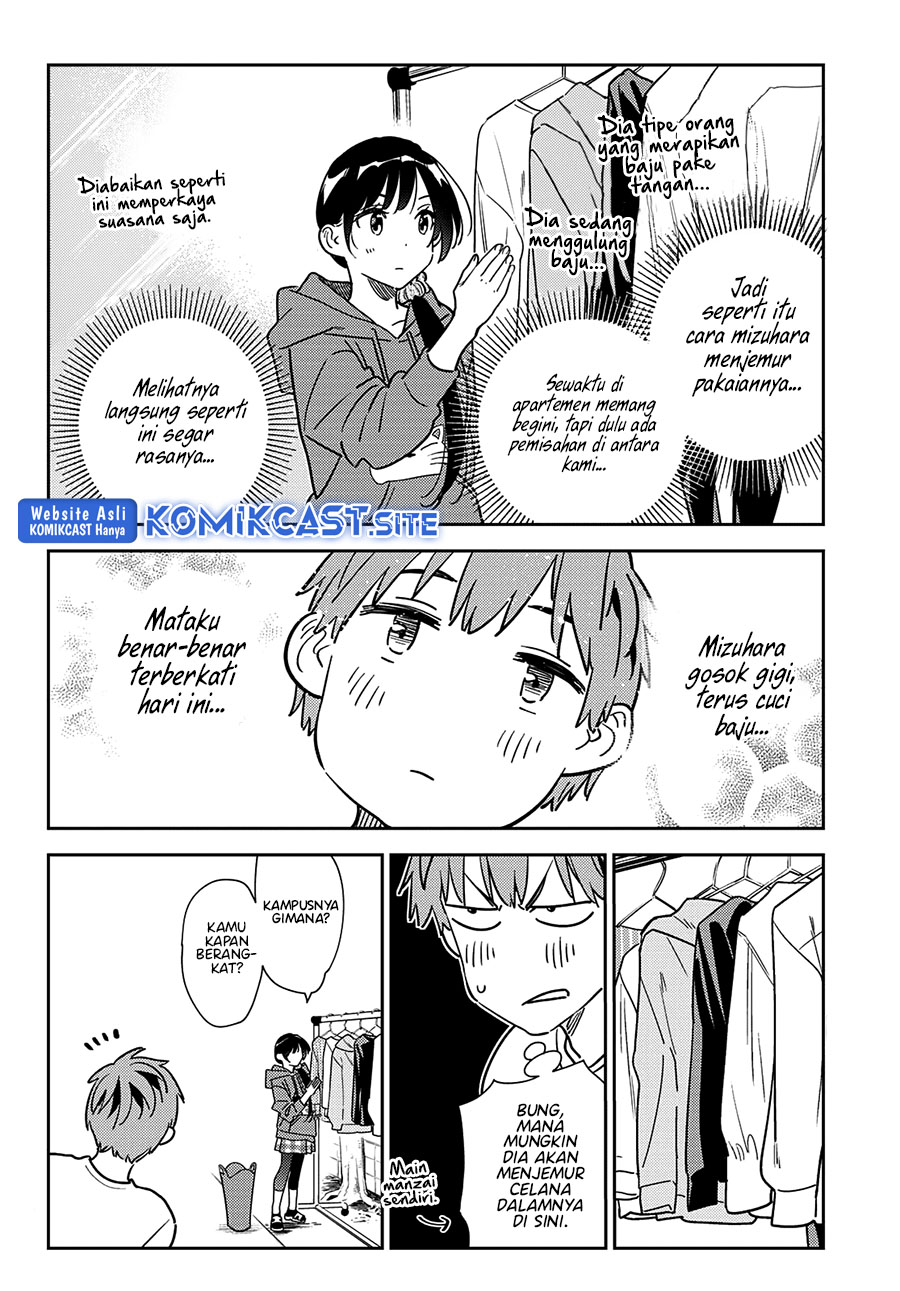 Dia tipe orang
yang merapikan
baju pake
tangan...
Dia sedang
menggulung
baju...
Diabaikan seperti
ini memperkaya
suasana saja.
Jadi
seperti itu
cara mizuhara
menjemur
pakaiannya...
Sewaktu di
apartemen memang
begini, tapi dulu ada
pemisahan di antara
kami...
Melihatnya
langsung seperti
ini segar
rasanya...
Website Asli
KOMIKCAST Hanya
KOMIKCAST.SITE
Mizuhara
gosok gigi,
terus cuci
baju...
Mataku
benar-benar
terberkati
hari ini...
BUNG,
MANA
MUNGKIN
DIA AKAN
MENJEMUR
CELANA
DALAMNYA
DI SINI.
Main
manzai
sendiri.
KAMPUSNYA
GIMANA?
KAMU
KAPAN
BERANG-
KAT?